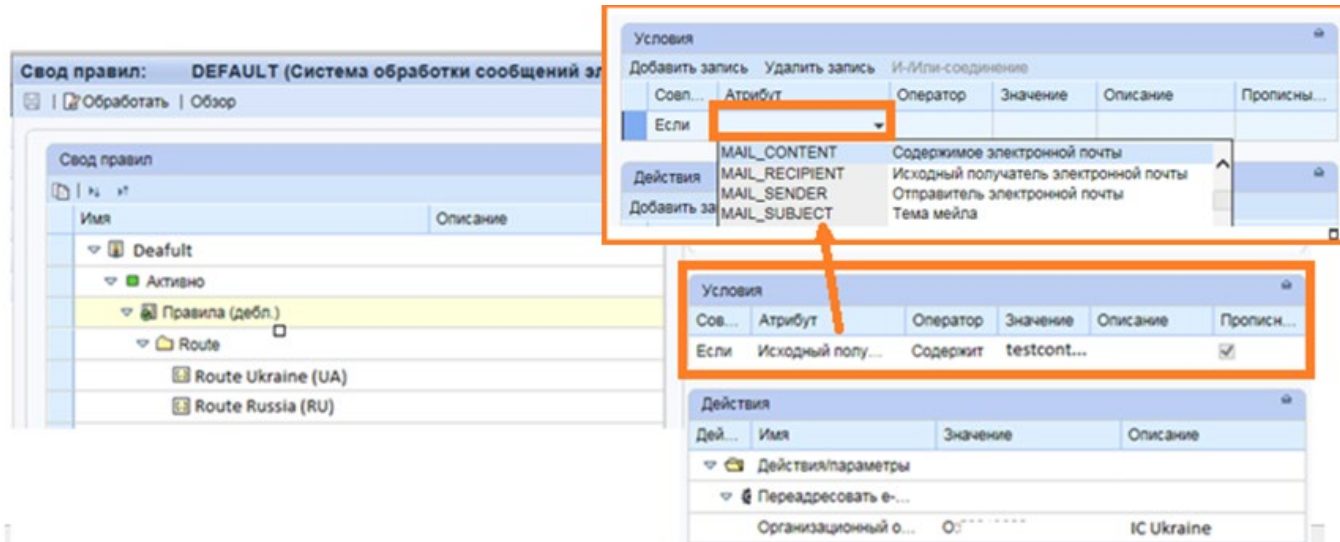 Свод правил: DEFAULT (Система обработки сообщений эл
Обработать | Обзор
Свод правил
Имя Описание
Deafult
Активно
Правила (дебл.)
Route
Route Ukraine (UA)
Route Russia (RU)
Условия
Добавить запись Удалить запись И-/Или-соединение
Совп... Атрибут Оператор Значение Описание Прописны...
Если
MAIL_CONTENT Содержимое электронной почты
MAIL_RECIPIENT Исходный получатель электронной почты
MAIL_SENDER Отправитель электронной почты
MAIL_SUBJECT Тема мейла
Действия
Добавить за
Условия
Сов... Атрибут Оператор Значение Описание Прописн...
Если Исходный полу... Содержит testcont...
Действия
Дей... Имя Значение Описание
Действия/параметры
Переадресовать e-...
Организационный о... IC Ukraine